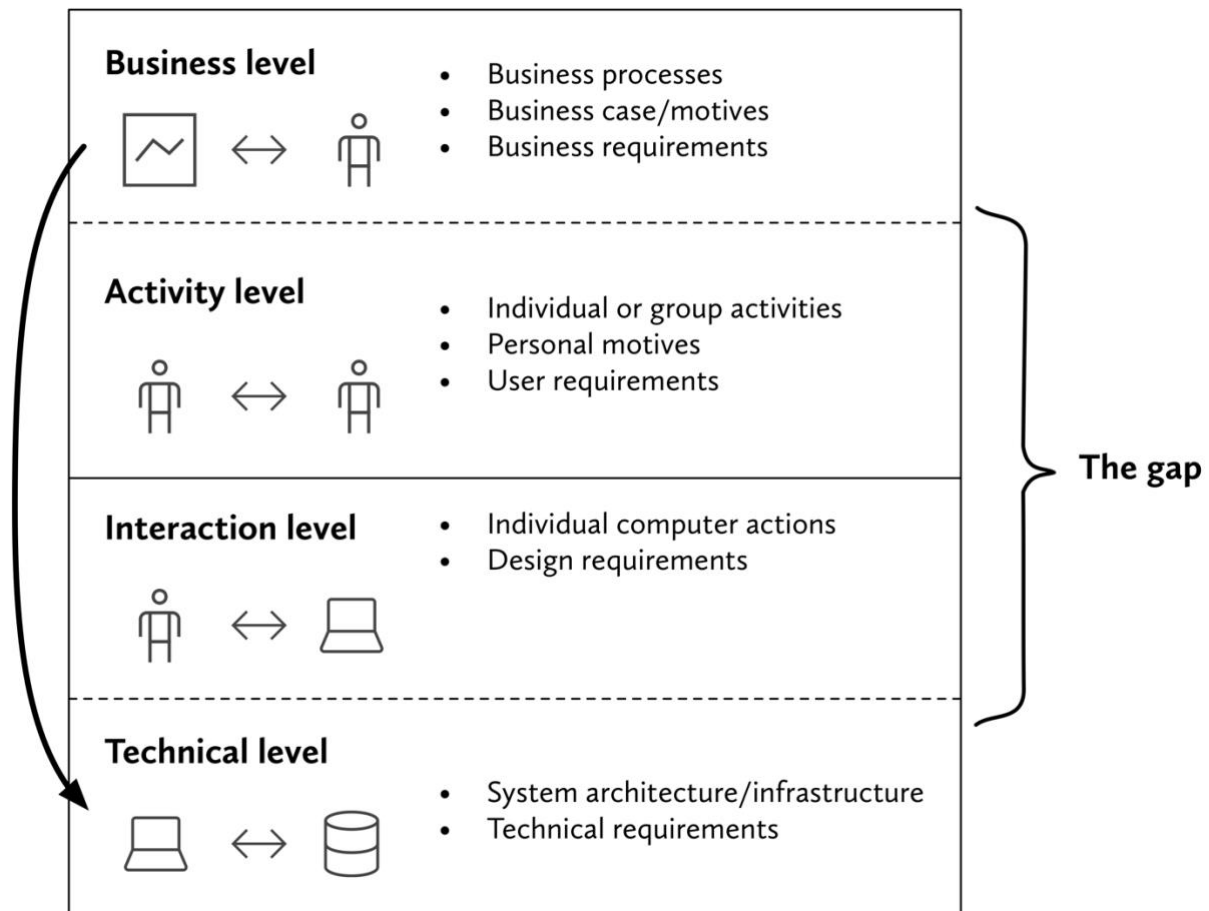 Business level
• Business processes
• Business case/motives
• Business requirements
Activity level
• Individual or group activities
• Personal motives
• User requirements
The gap
Interaction level
• Individual computer actions
• Design requirements
Technical level
• System architecture/infrastructure
• Technical requirements